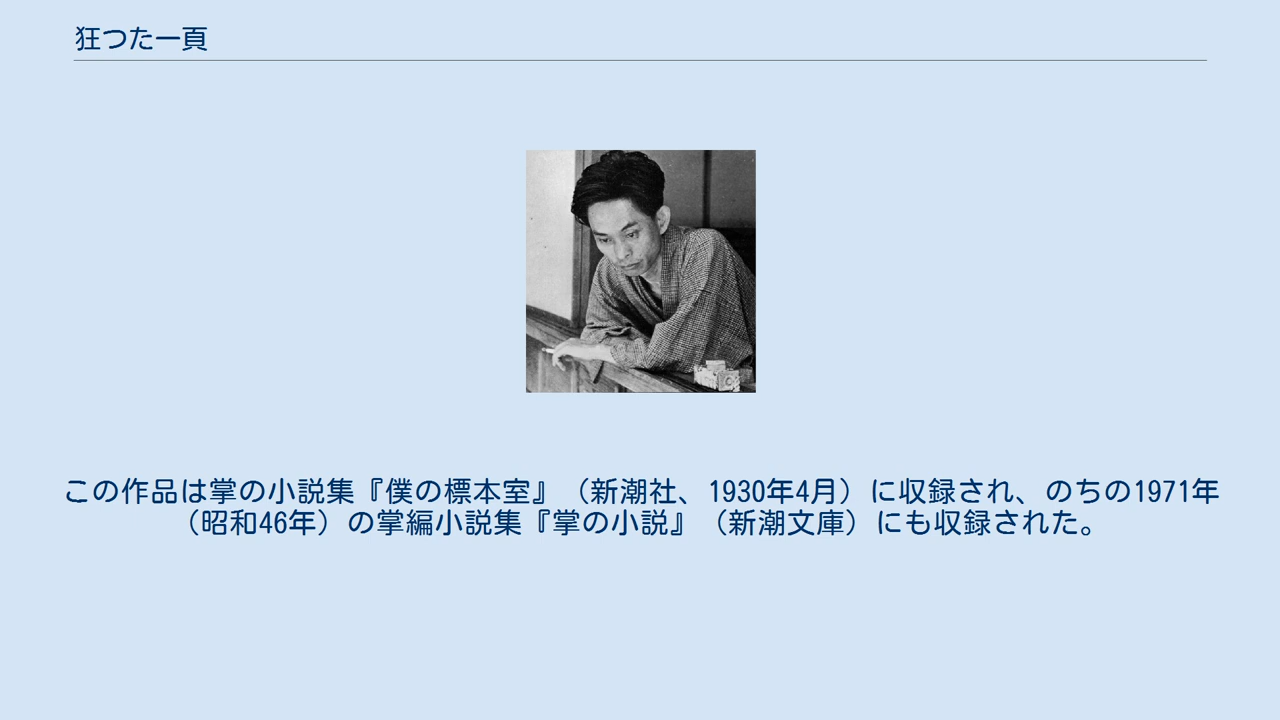 狂つた一頁
この作品は掌の小説集『僕の標本室』（新潮社、1930年4月）に収録され、のちの1971年
（昭和46年）の掌編小説集『掌の小説』（新潮文庫）にも収録された。